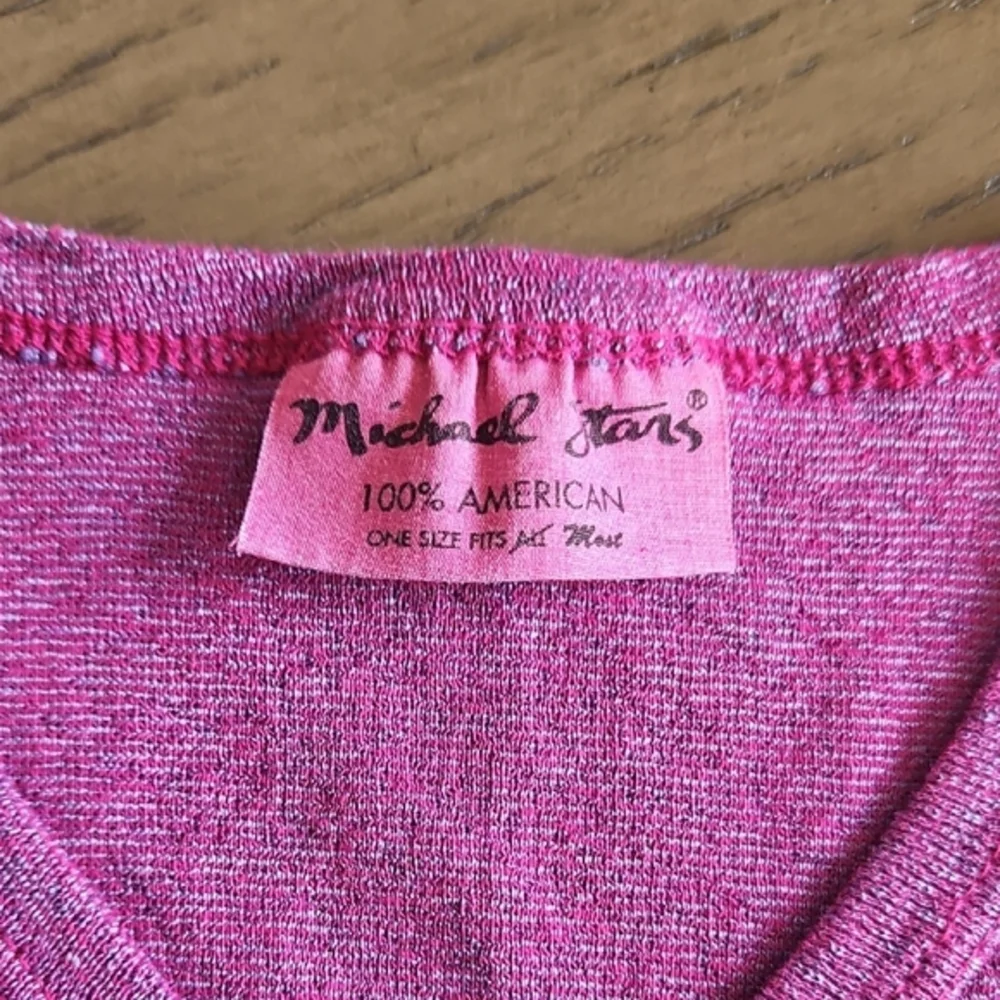 Michael Stars®
100% AMERICAN
ONE SIZE FITS ALL Most